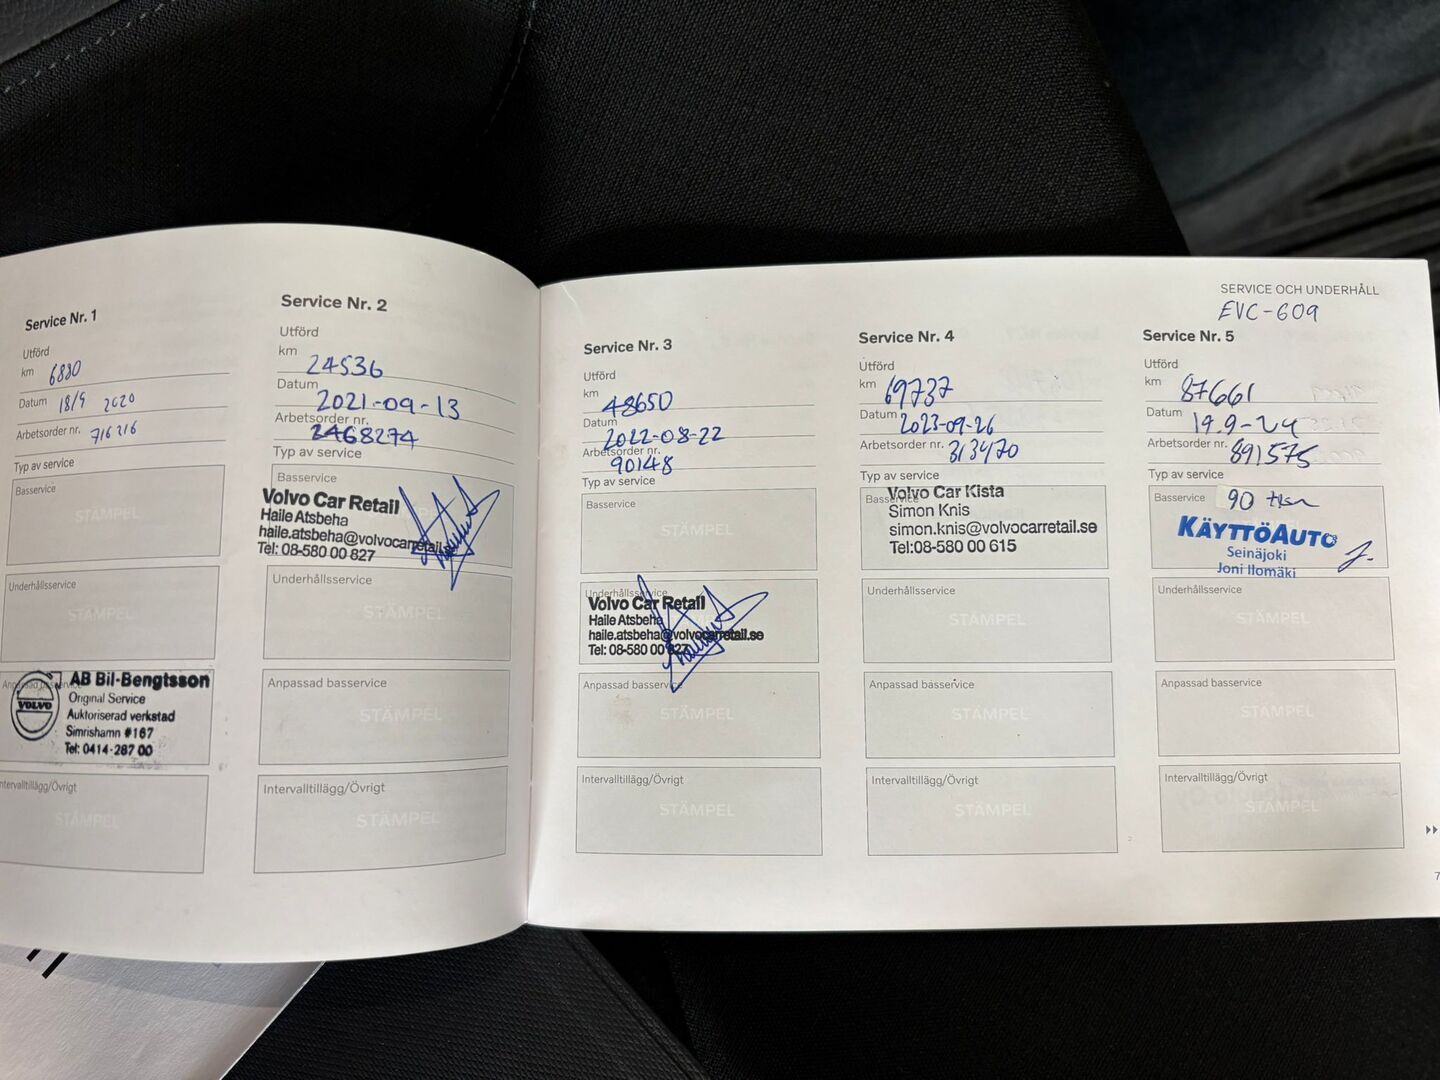 Service Nr. 1
Utförd
km 6880
Datum 18/9 2020
Arbetsorder nr. 716216
Typ av service
Basservice
STÄMPEL
Underhållsservice
STÄMPEL
Anpassad basservice
VOLVO
AB Bil-Bengtsson
Original Service
Auktoriserad verkstad
Simrishamn #167
Tel: 0414-287 00
Intervalltillägg/Övrigt
STÄMPEL
Service Nr. 2
Utförd
km 24536
Datum 2021-09-13
Arbetsorder nr. 2468274
Typ av service
Basservice
Volvo Car Retail
Haile Atsbeha
haile.atsbeha@volvocarretail.se
Tel: 08-580 00 827
Underhållsservice
STÄMPEL
Anpassad basservice
STÄMPEL
Intervalltillägg/Övrigt
STÄMPEL
SERVICE OCH UNDERHÅLL
EVC-609
Service Nr. 3
Utförd
km 48650
Datum 2022-08-22
Arbetsorder nr. 90148
Typ av service
Basservice
STÄMPEL
Underhållsservice
Volvo Car Retail
Haile Atsbeha
haile.atsbeha@volvocarretail.se
Tel: 08-580 00 827
Anpassad basservice
STÄMPEL
Intervalltillägg/Övrigt
STÄMPEL
Service Nr. 4
Utförd
km 69737
Datum 2023-09-26
Arbetsorder nr. 313470
Typ av service
Basservice
Volvo Car Kista
Simon Knis
simon.knis@volvocarretail.se
Tel:08-580 00 615
Underhållsservice
STÄMPEL
Anpassad basservice
STÄMPEL
Intervalltillägg/Övrigt
STÄMPEL
Service Nr. 5
Utförd
km 87661
Datum 19.9-24
Arbetsorder nr. 891575
Typ av service
Basservice 90 tkm
KÄYTTÖAUTO
Seinäjoki
Joni Ilomäki
Underhållsservice
STÄMPEL
Anpassad basservice
STÄMPEL
Intervalltillägg/Övrigt
STÄMPEL
7